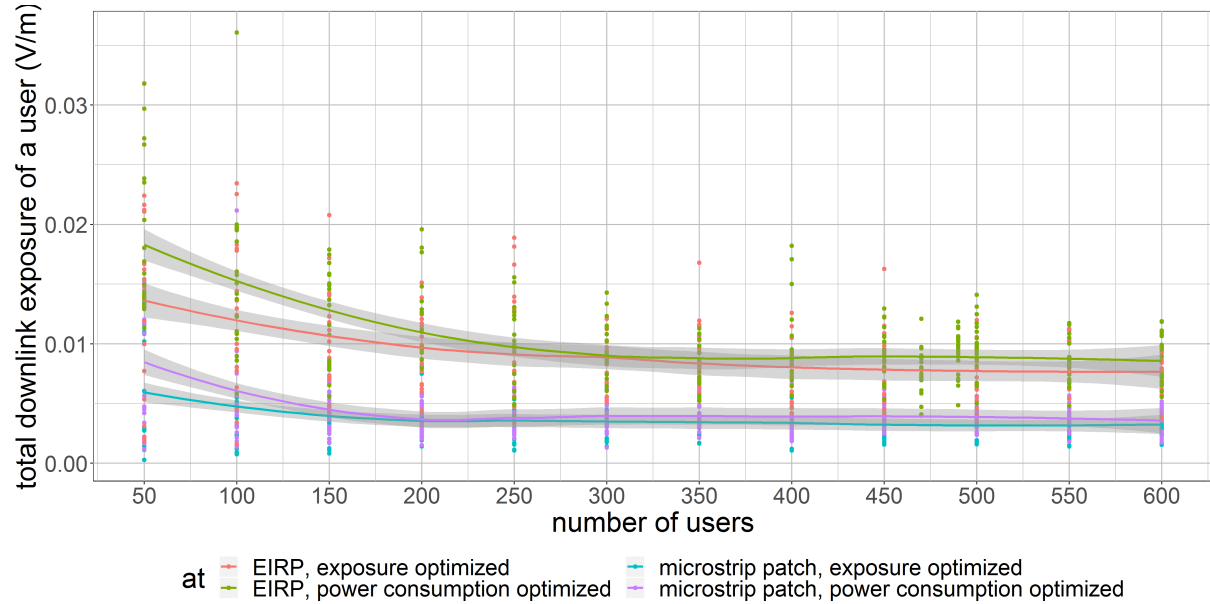 total downlink exposure of a user (V/m)
0.03
0.02
0.01
0.00
50 100 150 200 250 300 350 400 450 500 550 600
number of users
at
EIRP, exposure optimized
EIRP, power consumption optimized
microstrip patch, exposure optimized
microstrip patch, power consumption optimized